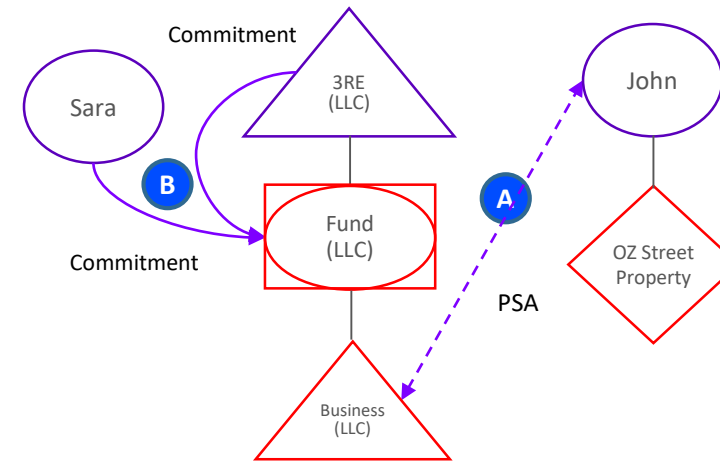 Commitment
3RE
(LLC)
Sara
John
B
A
Fund
(LLC)
Commitment
OZ Street
Property
PSA
Business
(LLC)